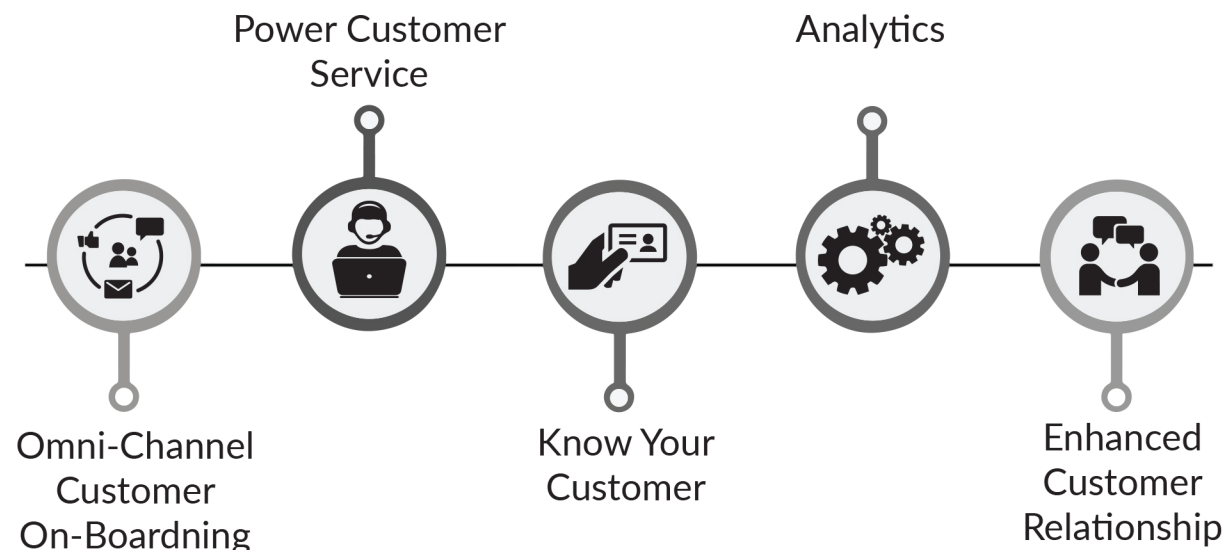 Power Customer
Service
Analytics
Omni-Channel
Customer
On-Boardning
Know Your
Customer
Enhanced
Customer
Relationship